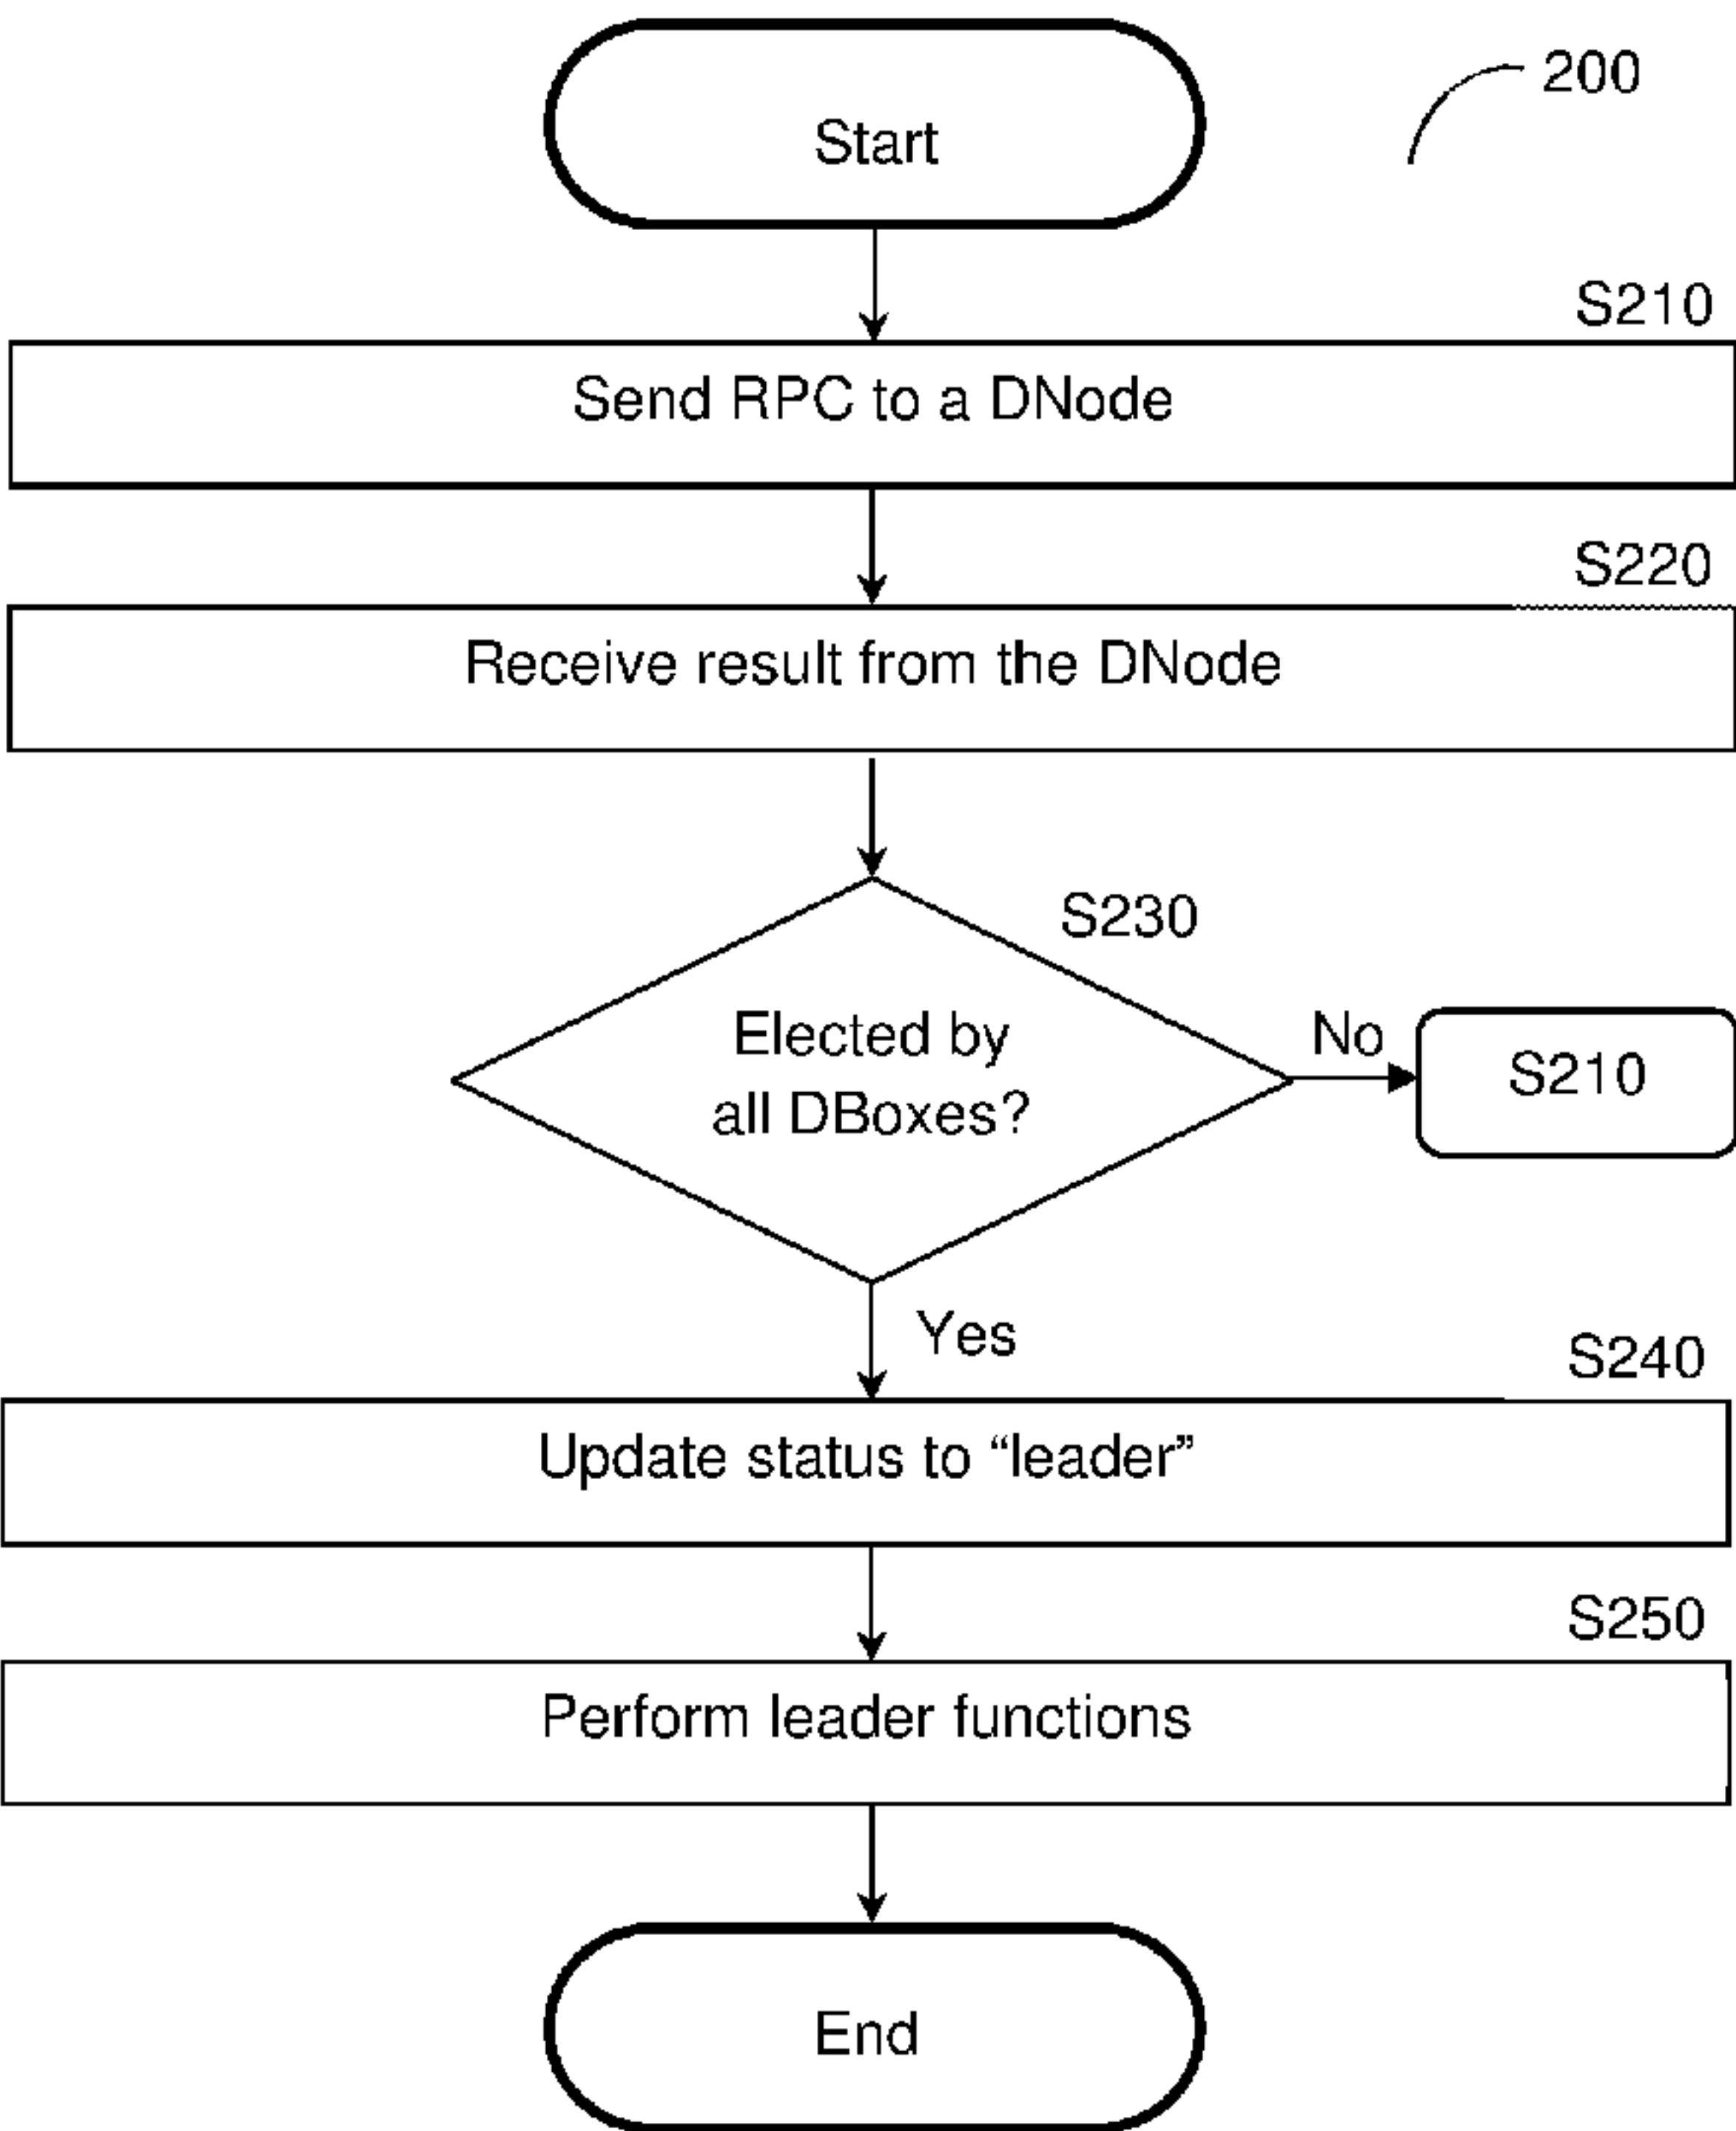 Start
200
S210
Send RPC to a DNode
S220
Receive result from the DNode
S230
Elected by
all DBoxes?
No
S210
Yes
S240
Update status to “leader”
S250
Perform leader functions
End